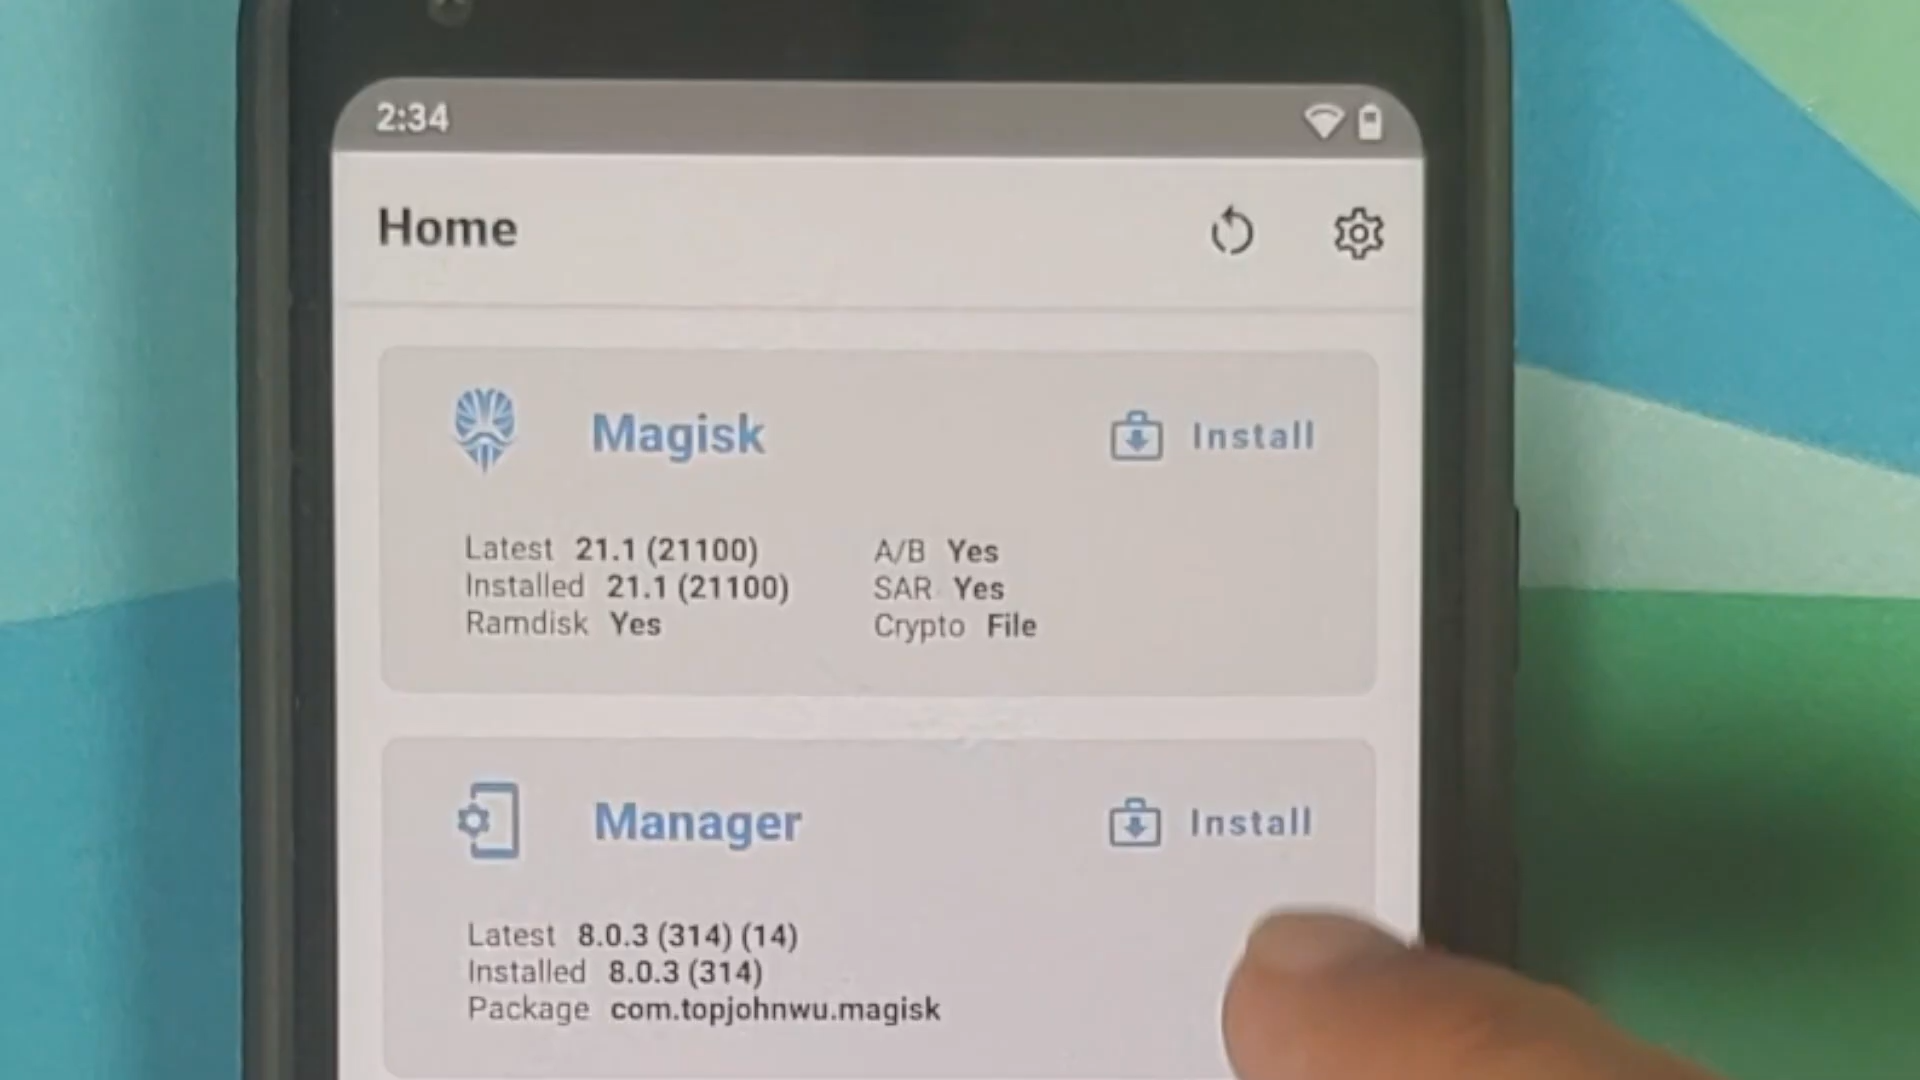 2:34
Home
Magisk
Install
Latest 21.1 (21100)
Installed 21.1 (21100)
Ramdisk Yes
A/B Yes
SAR Yes
Crypto File
Manager
Install
Latest 8.0.3 (314) (14)
Installed 8.0.3 (314)
Package com.topjohnwu.magisk